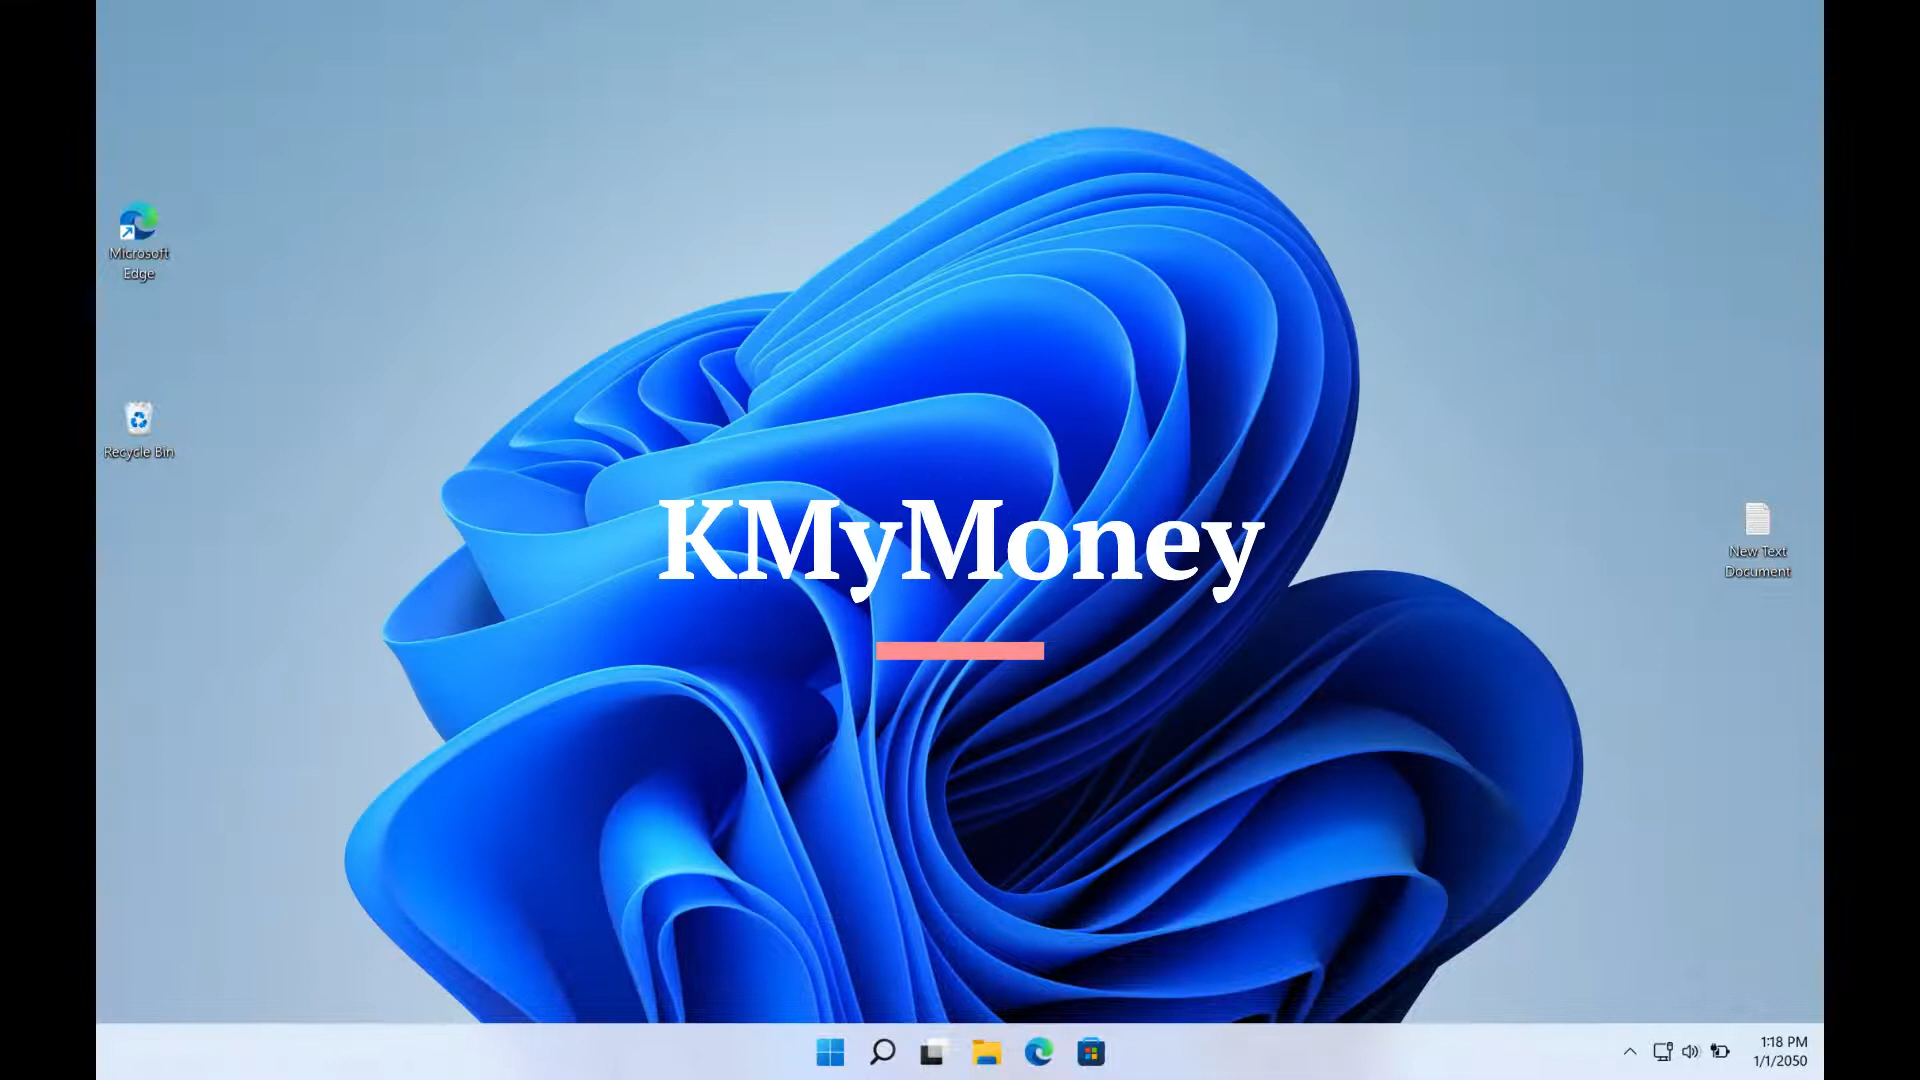 Microsoft
Edge
Recycle Bin
KMyMoney
New Text
Document
1:18 PM
1/1/2050